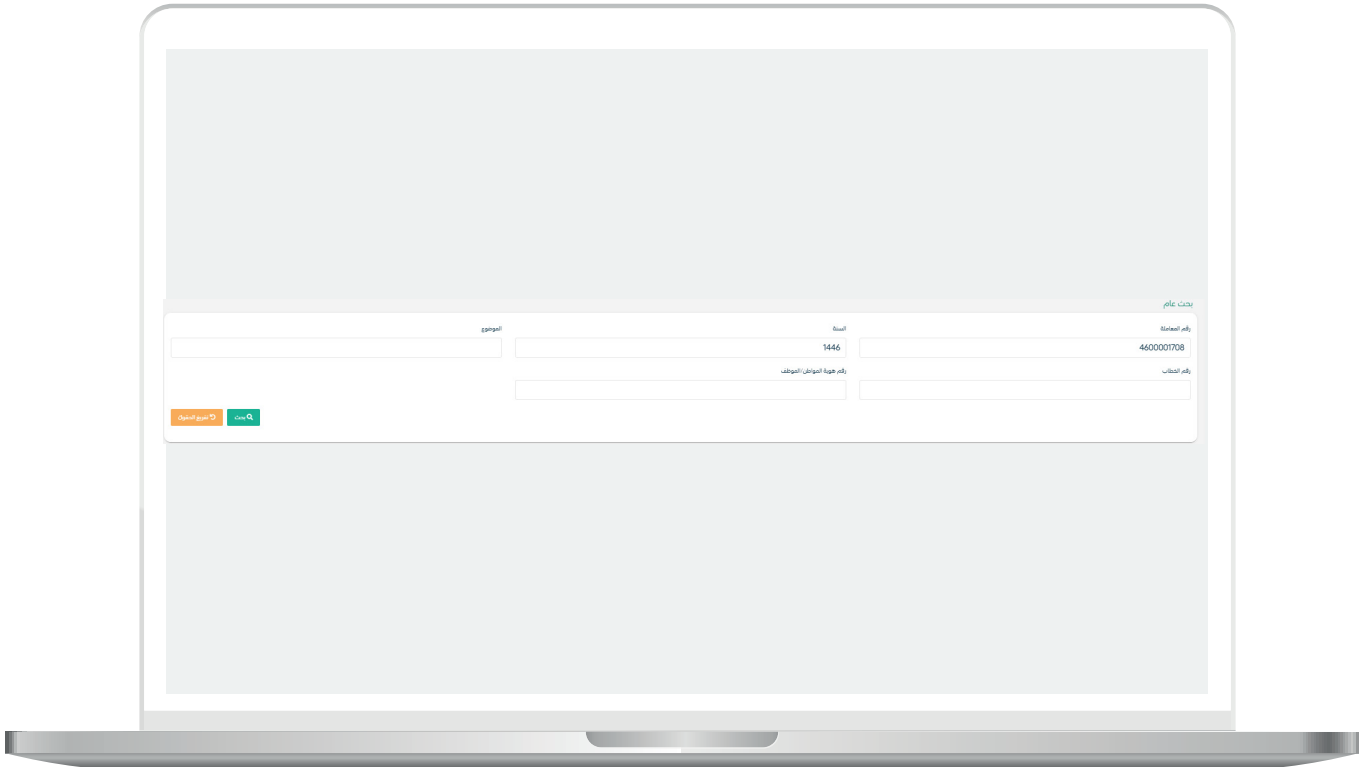 بحث عام
رقم المعاملة
السنة
الموضوع
4600001708
1446
رقم الخطاب
رقم هوية المواطن/الموظف
بحث
تفريغ الحقول